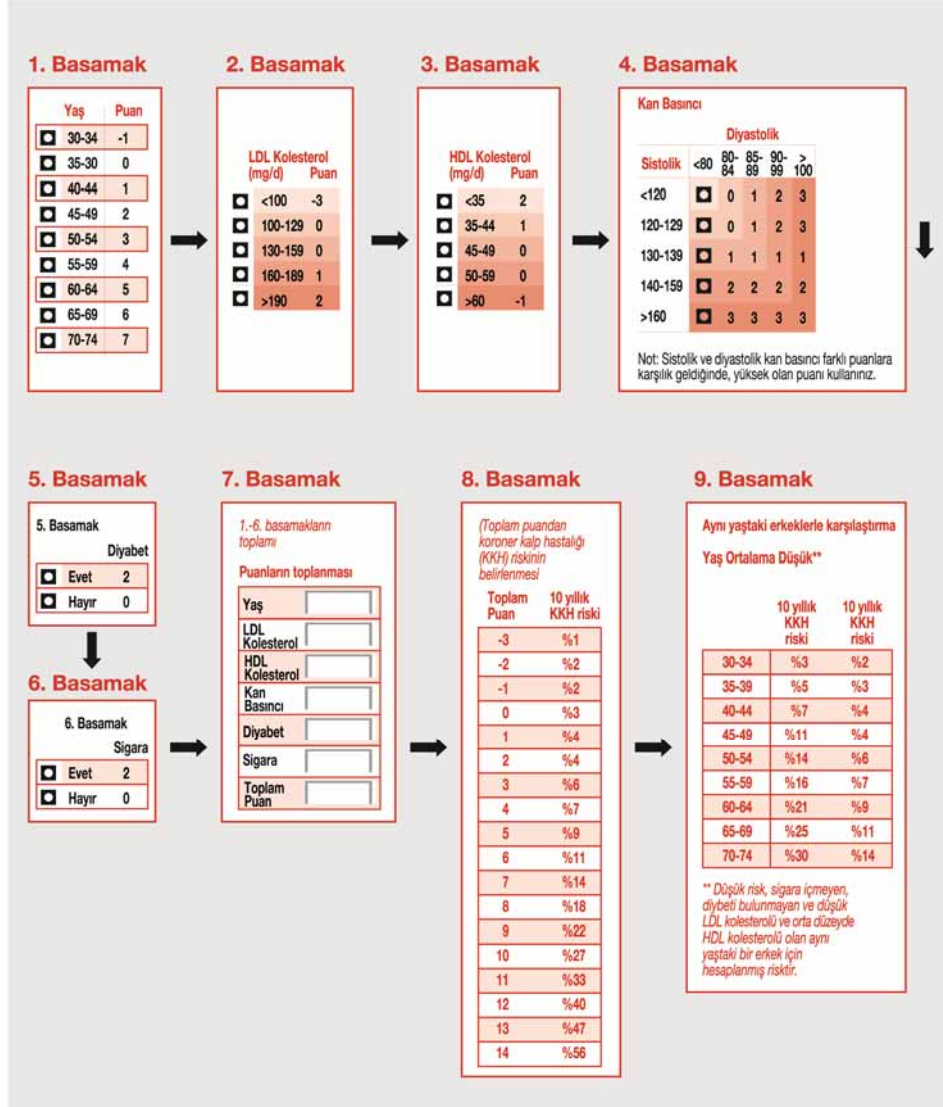 1. Basamak
Yaş Puan
30-34 -1
35-30 0
40-44 1
45-49 2
50-54 3
55-59 4
60-64 5
65-69 6
70-74 7
2. Basamak
LDL Kolesterol
(mg/d) Puan
<100 -3
100-129 0
130-159 0
160-189 1
>190 2
3. Basamak
HDL Kolesterol
(mg/d) Puan
<35 2
35-44 1
45-49 0
50-59 0
>60 -1
4. Basamak
Kan Basıncı
Diyastolik
Sistolik <80 80-84 85-89 90-99 >100
<120 0 1 2 3
120-129 0 1 2 3
130-139 1 1 1 1
140-159 2 2 2 2
>160 3 3 3 3
Not: Sistolik ve diyastolik kan basıncı farklı puanlara
karşılık geldiğinde, yüksek olan puanı kullanınız.
5. Basamak
5. Basamak
Diyabet
Evet 2
Hayır 0
6. Basamak
6. Basamak
Sigara
Evet 2
Hayır 0
7. Basamak
1.-6. basamakların
toplamı
Puanların toplanması
Yaş
LDL
Kolesterol
HDL
Kolesterol
Kan
Basıncı
Diyabet
Sigara
Toplam
Puan
8. Basamak
(Toplam puandan
koroner kalp hastalığı
(KKH) riskinin
belirlenmesi
Toplam 10 yıllık
Puan KKH riski
-3 %1
-2 %2
-1 %2
0 %3
1 %4
2 %4
3 %6
4 %7
5 %9
6 %11
7 %14
8 %18
9 %22
10 %27
11 %33
12 %40
13 %47
14 %56
9. Basamak
Aynı yaştaki erkeklerle karşılaştırma
Yaş Ortalama Düşük**
10 yıllık 10 yıllık
KKH KKH
riski riski
30-34 %3 %2
35-39 %5 %3
40-44 %7 %4
45-49 %11 %4
50-54 %14 %6
55-59 %16 %7
60-64 %21 %9
65-69 %25 %11
70-74 %30 %14
** Düşük risk, sigara içmeyen,
diybeti bulunmayan ve düşük
LDL kolesterolü ve orta düzeyde
HDL kolesterolü olan aynı
yaştaki bir erkek için
hesaplanmış risktir.